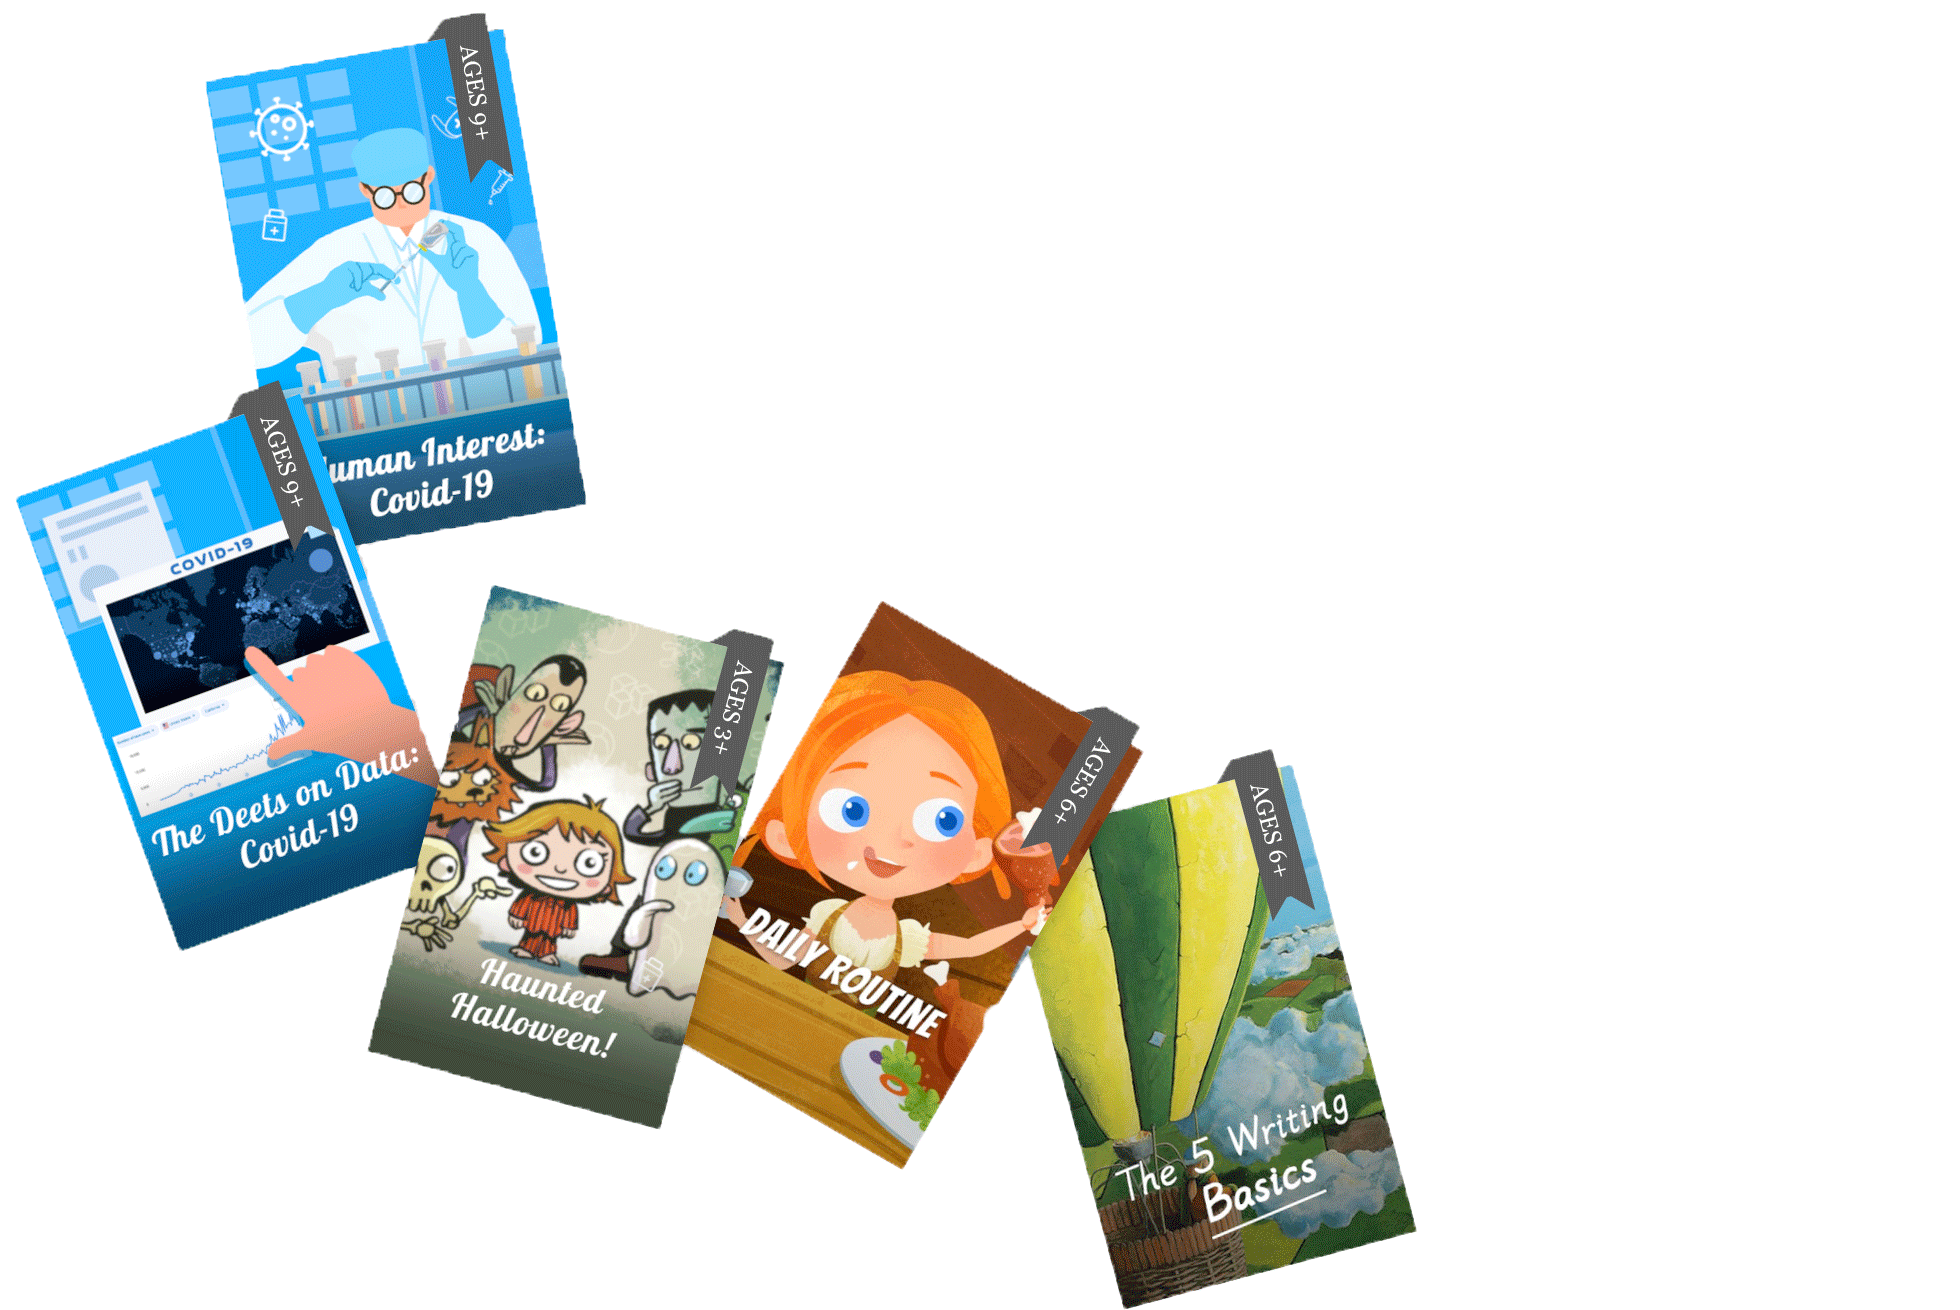 AGES 9+
uman Interest:
Covid-19
AGES 9+
COVID-19
The Deets on Data:
Covid-19
AGES 3+
Haunted
Halloween!
AGES 6+
DAILY ROUTINE
AGES 6+
The 5 Writing
Basics